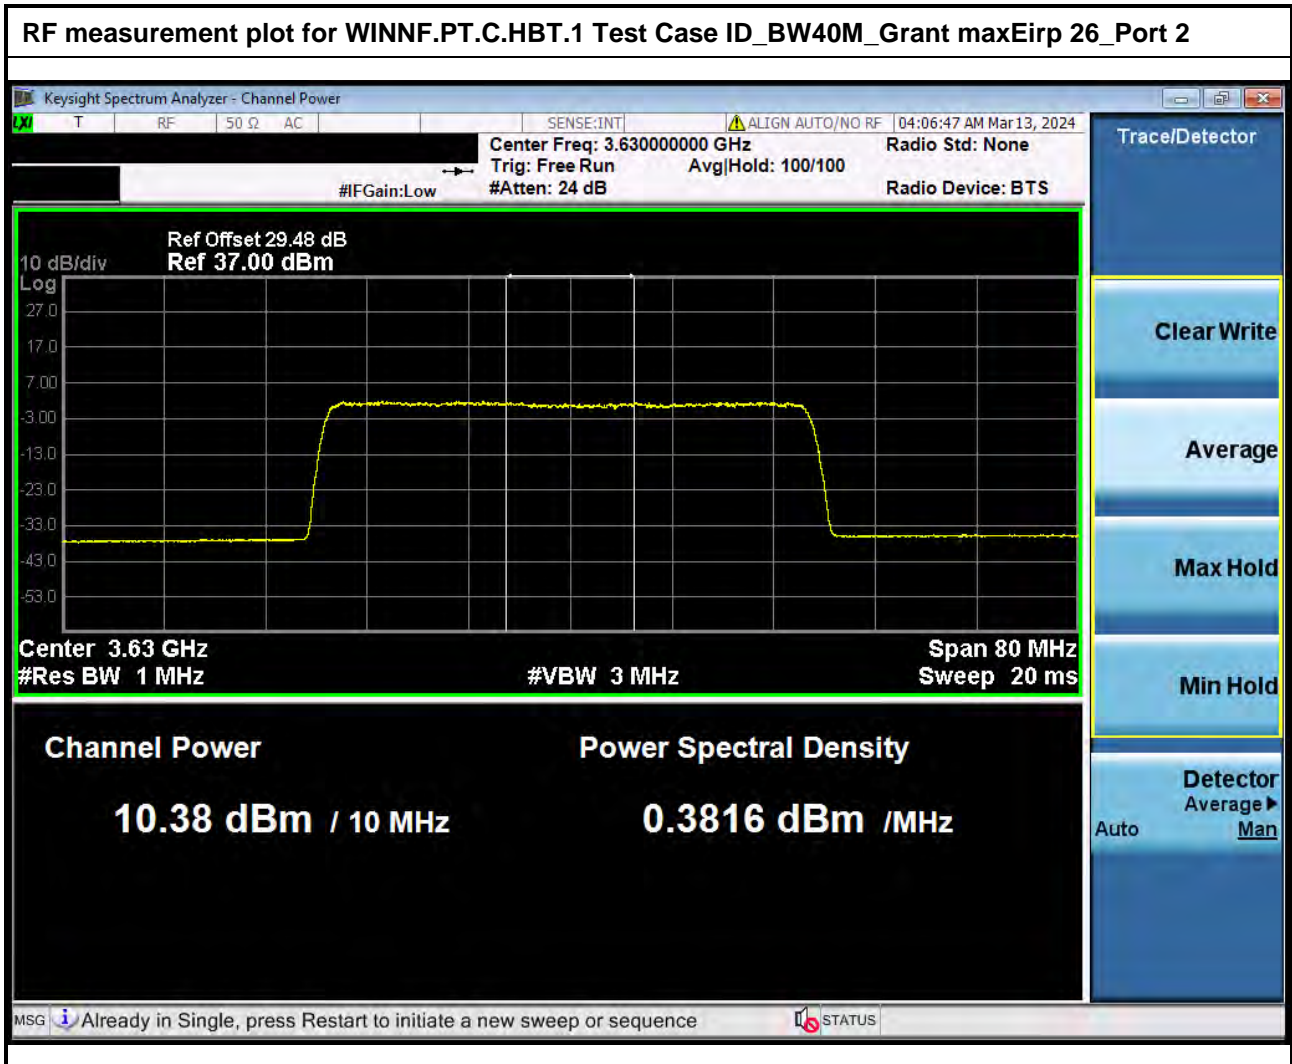 RF measurement plot for WINNF.PT.C.HBT.1 Test Case ID_BW40M_Grant maxEirp 26_Port 2
Keysight Spectrum Analyzer - Channel Power
LXI T RF 50 Ω AC SENSE:INT ALIGN AUTO/NO RF 04:06:47 AM Mar 13, 2024
Center Freq: 3.630000000 GHz Radio Std: None
Trig: Free Run Avg|Hold: 100/100
#IFGain:Low #Atten: 24 dB Radio Device: BTS
Ref Offset 29.48 dB
10 dB/div Ref 37.00 dBm
Log
27.0
17.0
7.00
-3.00
-13.0
-23.0
-33.0
-43.0
-53.0
Center 3.63 GHz Span 80 MHz
#Res BW 1 MHz #VBW 3 MHz Sweep 20 ms
Channel Power Power Spectral Density
10.38 dBm / 10 MHz 0.3816 dBm /MHz
Trace/Detector
Clear Write
Average
Max Hold
Min Hold
Detector
Average
Auto Man
MSG Already in Single, press Restart to initiate a new sweep or sequence STATUS